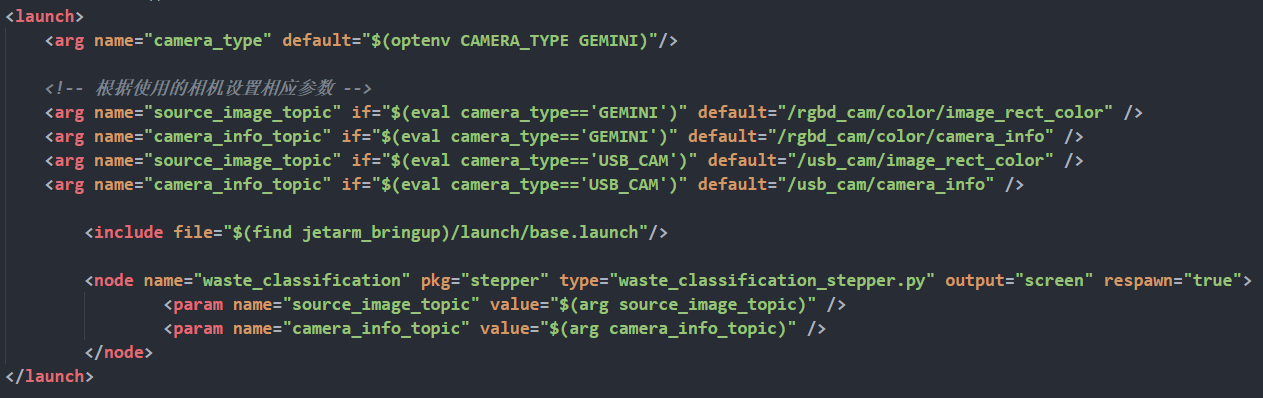 <launch>
<arg name="camera_type" default="$(optenv CAMERA_TYPE GEMINI)"/>
<!-- 根据使用的相机设置相应参数 -->
<arg name="source_image_topic" if="$(eval camera_type=='GEMINI')" default="/rgbd_cam/color/image_rect_color" />
<arg name="camera_info_topic" if="$(eval camera_type=='GEMINI')" default="/rgbd_cam/color/camera_info" />
<arg name="source_image_topic" if="$(eval camera_type=='USB_CAM')" default="/usb_cam/image_rect_color" />
<arg name="camera_info_topic" if="$(eval camera_type=='USB_CAM')" default="/usb_cam/camera_info" />
<include file="$(find jetarm_bringup)/launch/base.launch"/>
<node name="waste_classification" pkg="stepper" type="waste_classification_stepper.py" output="screen" respawn="true">
<param name="source_image_topic" value="$(arg source_image_topic)" />
<param name="camera_info_topic" value="$(arg camera_info_topic)" />
</node>
</launch>